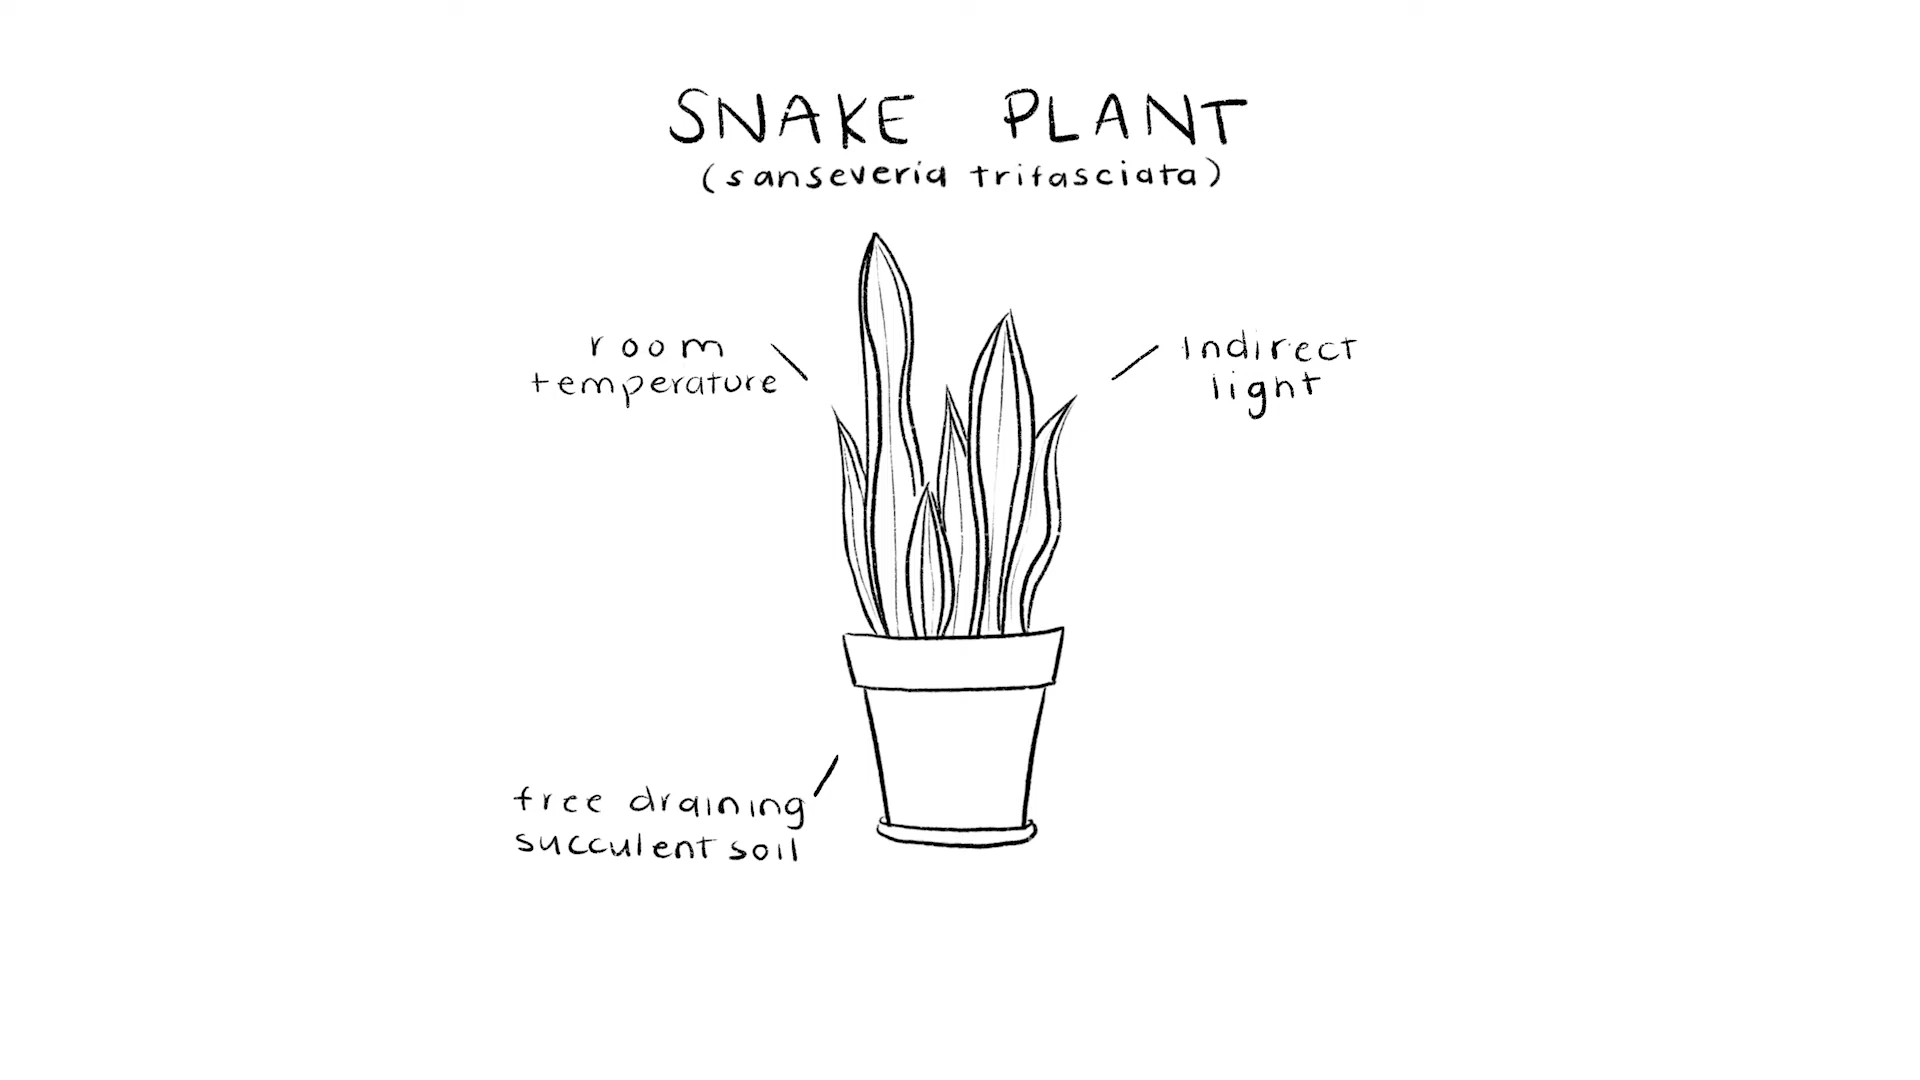 SNAKE PLANT
(sanseveria trifasciata)
room
temperature
Indirect
light
free draining
succulent soil